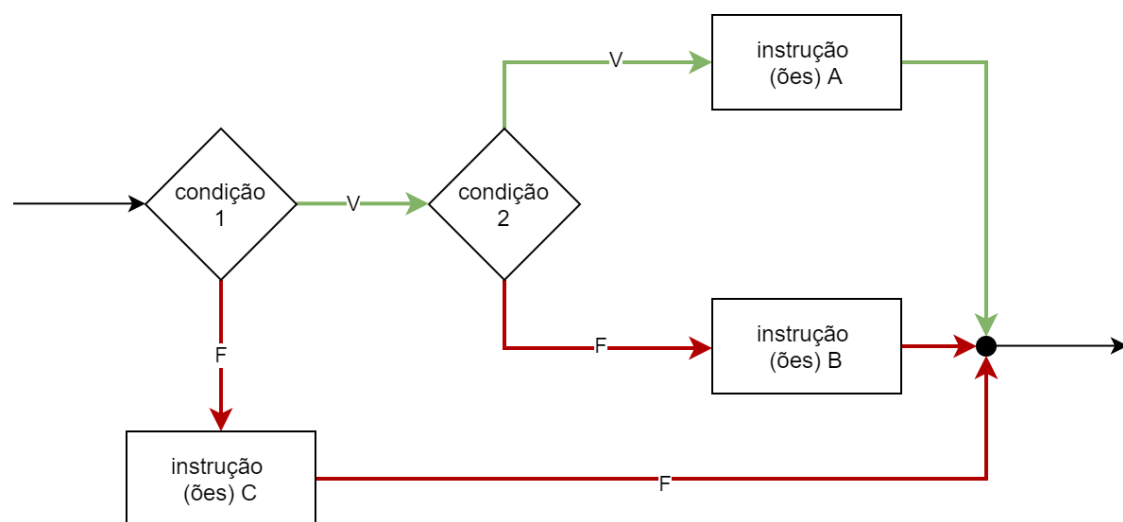 V
instrução
(ões) A
condição
1
V
condição
2
F
F
instrução
(ões) B
instrução
(ões) C
F